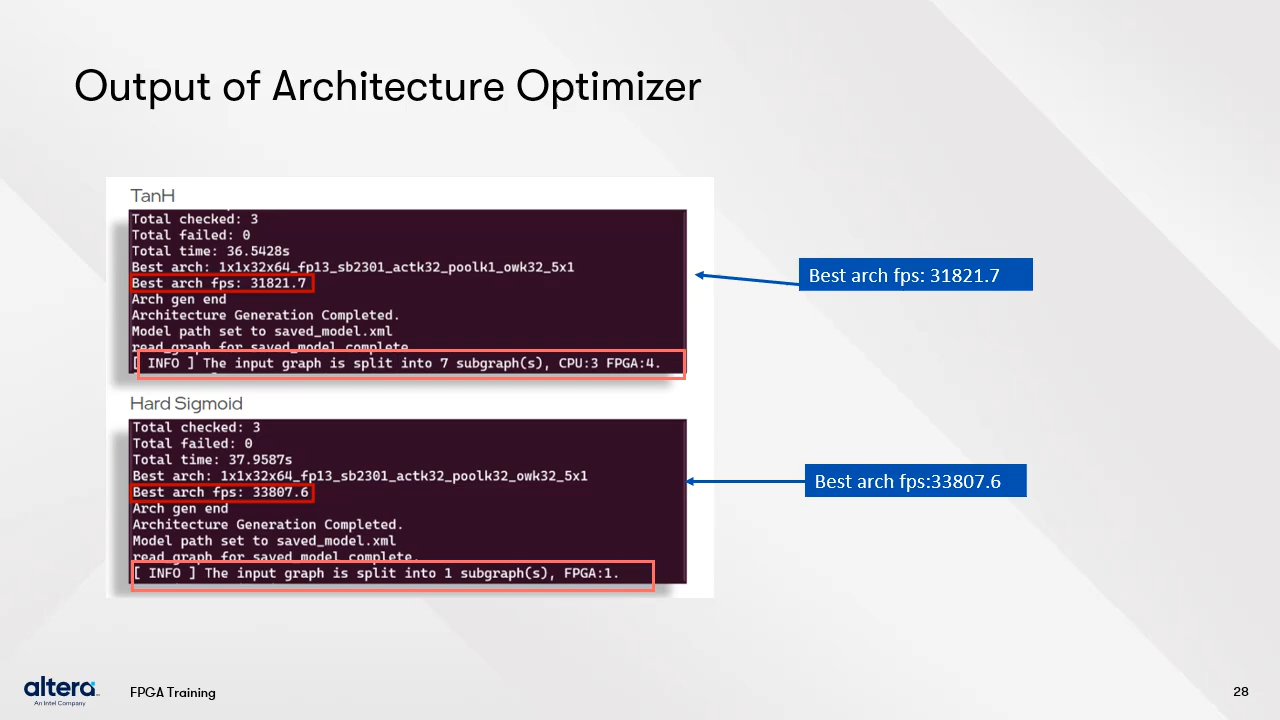 Output of Architecture Optimizer
TanH
Total checked: 3
Total failed: 0
Total time: 36.5428s
Best arch: 1x1x32x64_fp13_sb2301_actk32_poolk1_owk32_5x1
Best arch fps: 31821.7
Arch gen end
Architecture Generation Completed.
Model path set to saved_model.xml
read_graph for saved_model complete
[ INFO ] The input graph is split into 7 subgraph(s), CPU:3 FPGA:4.
Best arch fps: 31821.7
Hard Sigmoid
Total checked: 3
Total failed: 0
Total time: 37.9587s
Best arch: 1x1x32x64_fp13_sb2301_actk32_poolk32_owk32_5x1
Best arch fps: 33807.6
Arch gen end
Architecture Generation Completed.
Model path set to saved_model.xml
read_graph for saved_model complete.
[ INFO ] The input graph is split into 1 subgraph(s), FPGA:1.
Best arch fps:33807.6
altera
An Intel Company
FPGA Training
28